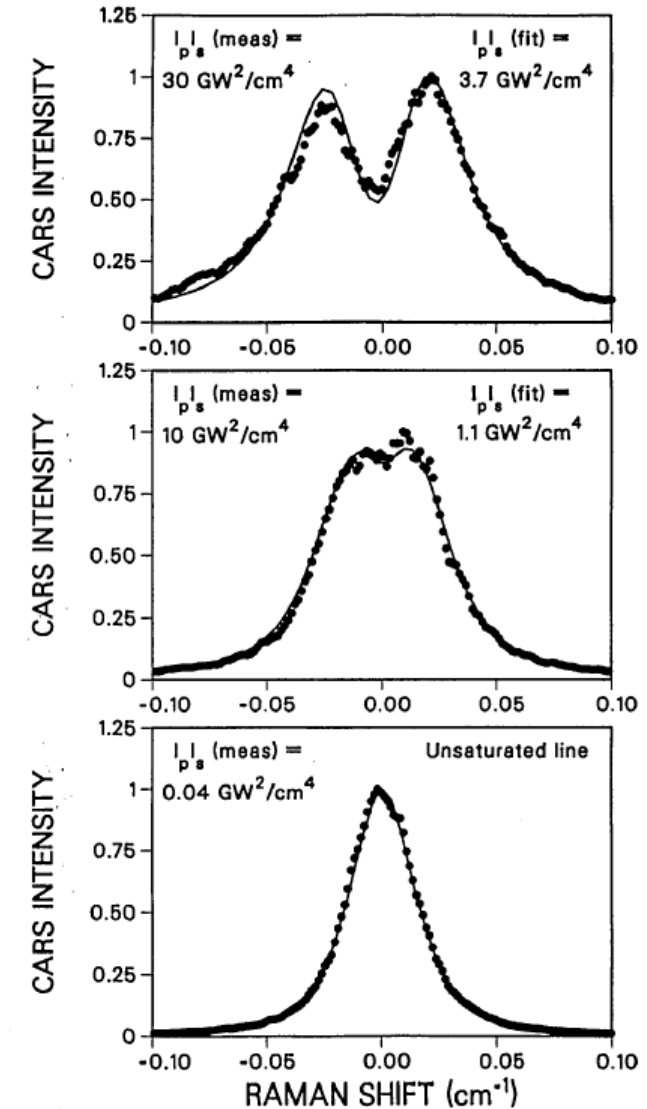 1.25
I_pI_s (meas) = I_pI_s (fit) =
30 GW²/cm⁴ 3.7 GW²/cm⁴
1
0.75
0.50
0.25
0
CARS INTENSITY
-0.10 -0.05 0.00 0.05 0.10
1.25
I_pI_s (meas) = I_pI_s (fit) =
10 GW²/cm⁴ 1.1 GW²/cm⁴
1
0.75
0.50
0.25
0
CARS INTENSITY
-0.10 -0.05 0.00 0.05 0.10
1.25
I_pI_s (meas) = Unsaturated line
0.04 GW²/cm⁴
1
0.75
0.50
0.25
0
CARS INTENSITY
-0.10 -0.05 0.00 0.05 0.10
RAMAN SHIFT (cm⁻¹)